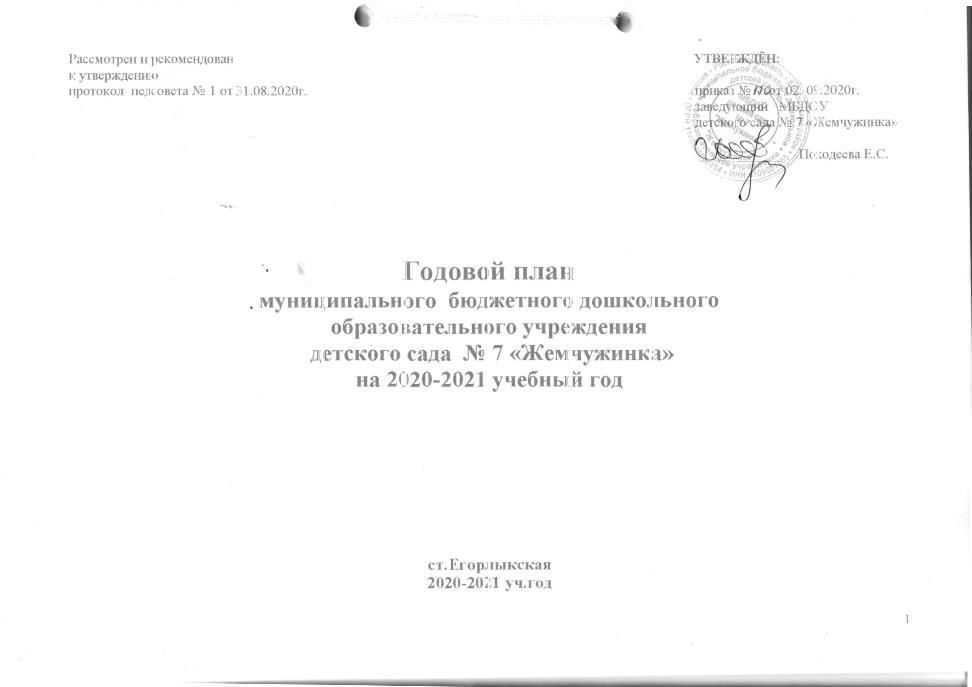 Рассмотрен и рекомендован
к утверждению
протокол педсовета № 1 от 31.08.2020г.
УТВЕРЖДЁН:
приказ № от 02. 09.2020г.
заведующий МБДОУ
детского сада № 7 «Жемчужинка»
Походеева Е.С.
Годовой план
муниципального бюджетного дошкольного
образовательного учреждения
детского сада № 7 «Жемчужинка»
на 2020-2021 учебный год
ст.Егорлыкская
2020-2021 уч.год
1